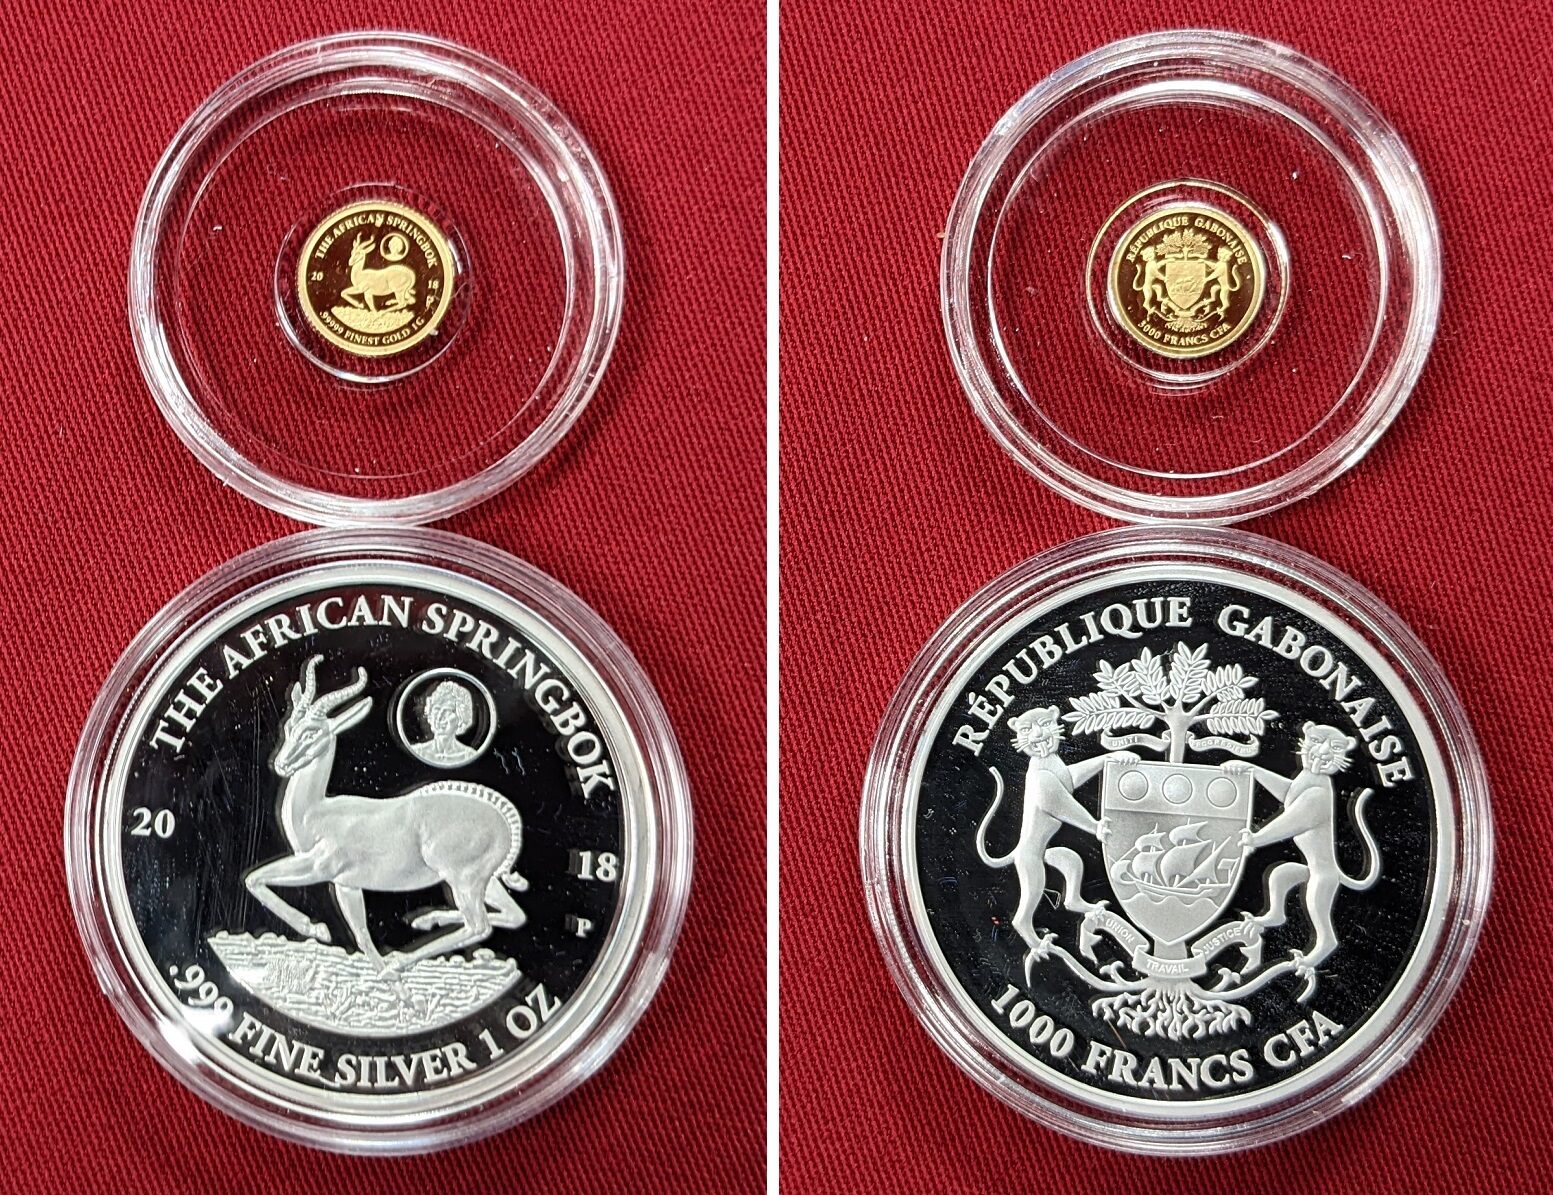 THE AFRICAN SPRINGBOK
20 18
P
.99999 FINEST GOLD 1G
THE AFRICAN SPRINGBOK
20 18
P
.999 FINE SILVER 1 OZ
RÉPUBLIQUE GABONAISE
3000 FRANCS CFA
RÉPUBLIQUE GABONAISE
UNION TRAVAIL JUSTICE
1000 FRANCS CFA